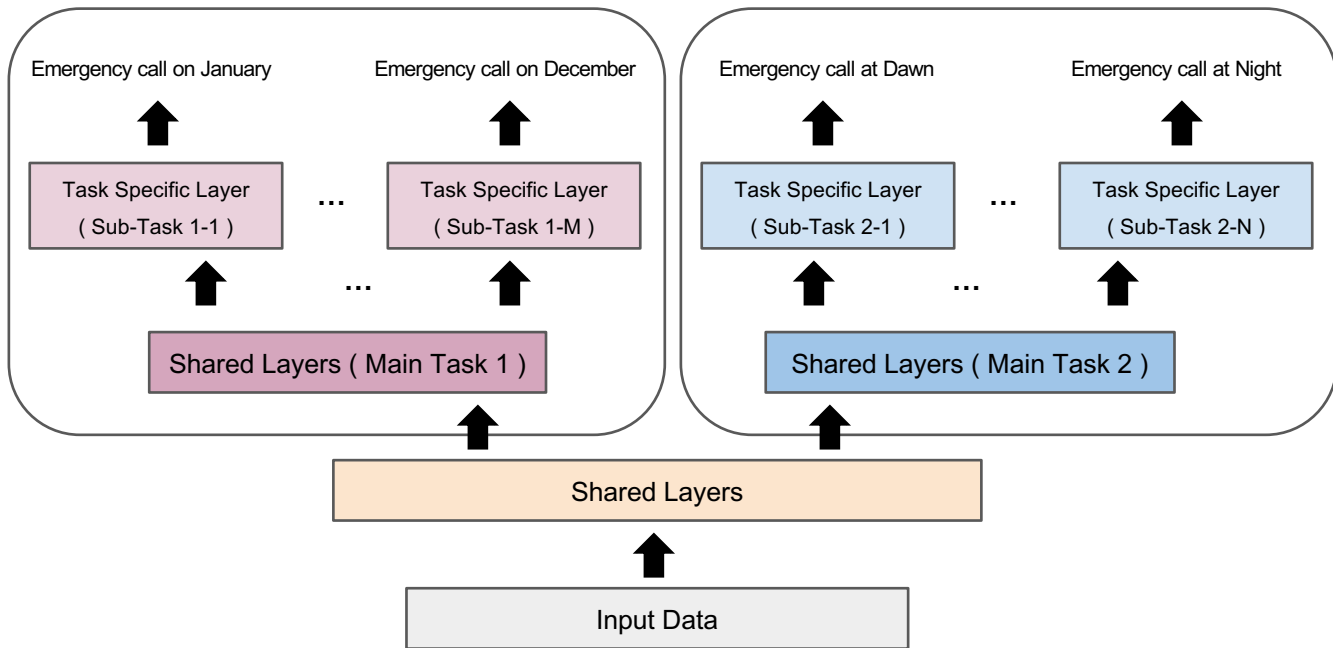 Emergency call on January
Emergency call on December
Emergency call at Dawn
Emergency call at Night
Task Specific Layer
( Sub-Task 1-1 )
...
Task Specific Layer
( Sub-Task 1-M )
Task Specific Layer
( Sub-Task 2-1 )
...
Task Specific Layer
( Sub-Task 2-N )
...
...
Shared Layers ( Main Task 1 )
Shared Layers ( Main Task 2 )
Shared Layers
Input Data